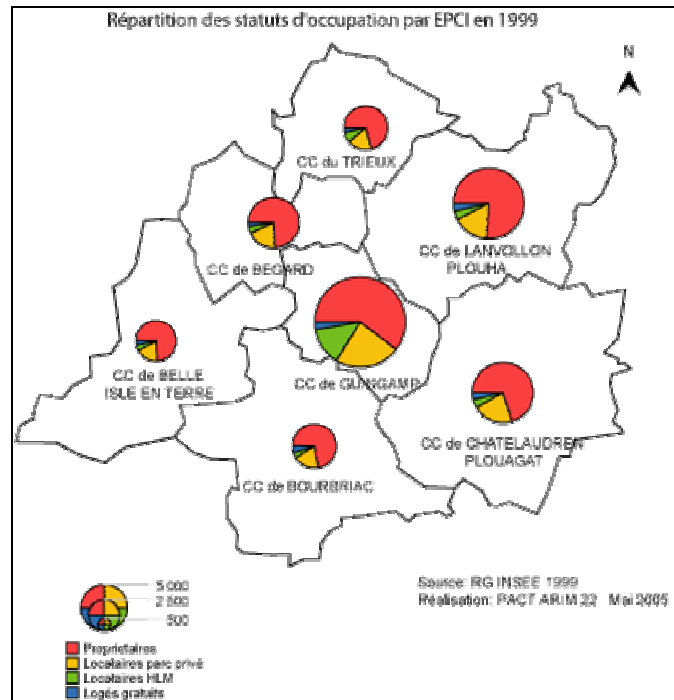 Répartition des statuts d'occupation par EPCI en 1999
N
CC du TRIEUX
CC de LANVOLLON
PLOUHA
CC de BEGARD
CC de BELLE
ISLE EN TERRE
CC de GUINGAMP
CC de CHATELAUDREN
PLOUAGAT
CC de BOURBRIAC
5 000
2 500
500
Source: RG INSEE 1999
Réalisation: PACT ARIM 22 Mai 2005
Propriétaires
Locataires parc privé
Locataires HLM
Logés gratuits